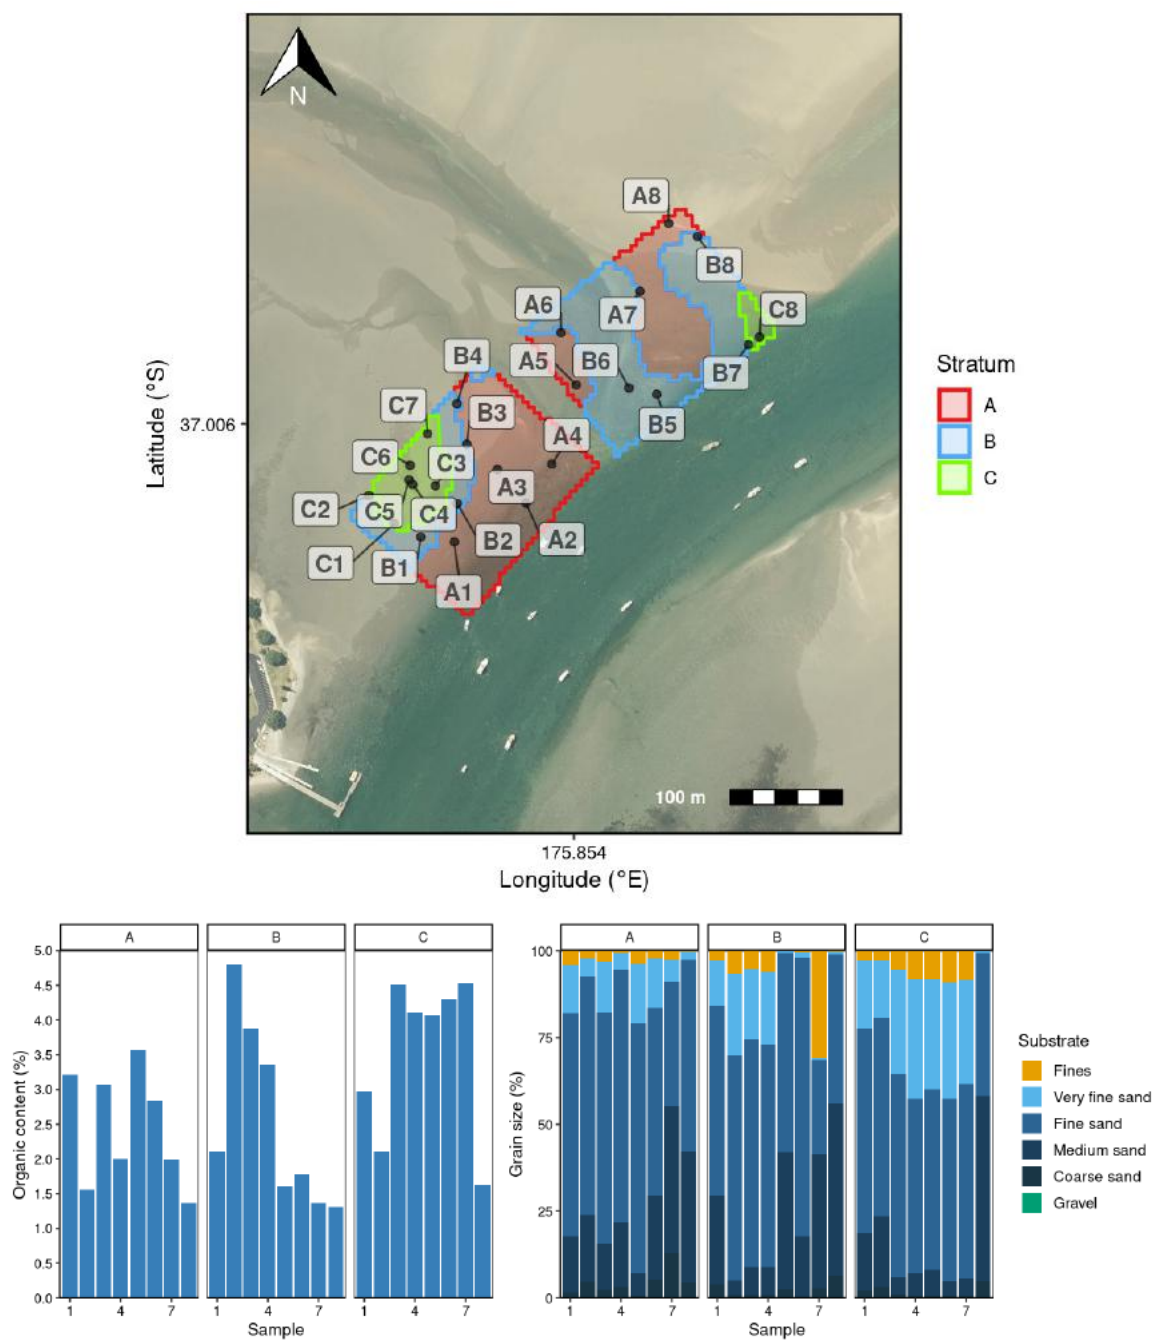 N
A8
B8
A6
A7
C8
B4
A5
B6
B7
C7
B3
B5
A4
C6
C3
A3
C2
C5
C4
B2
A2
C1
B1
A1
100 m
Latitude (°S)
37.006
175.854
Longitude (°E)
Stratum
A
B
C
A B C
Organic content (%)
5.0
4.5
4.0
3.5
3.0
2.5
2.0
1.5
1.0
0.5
0.0
1 4 7 1 4 7 1 4 7
Sample
A B C
Grain size (%)
100
75
50
25
0
1 4 7 1 4 7 1 4 7
Sample
Substrate
Fines
Very fine sand
Fine sand
Medium sand
Coarse sand
Gravel